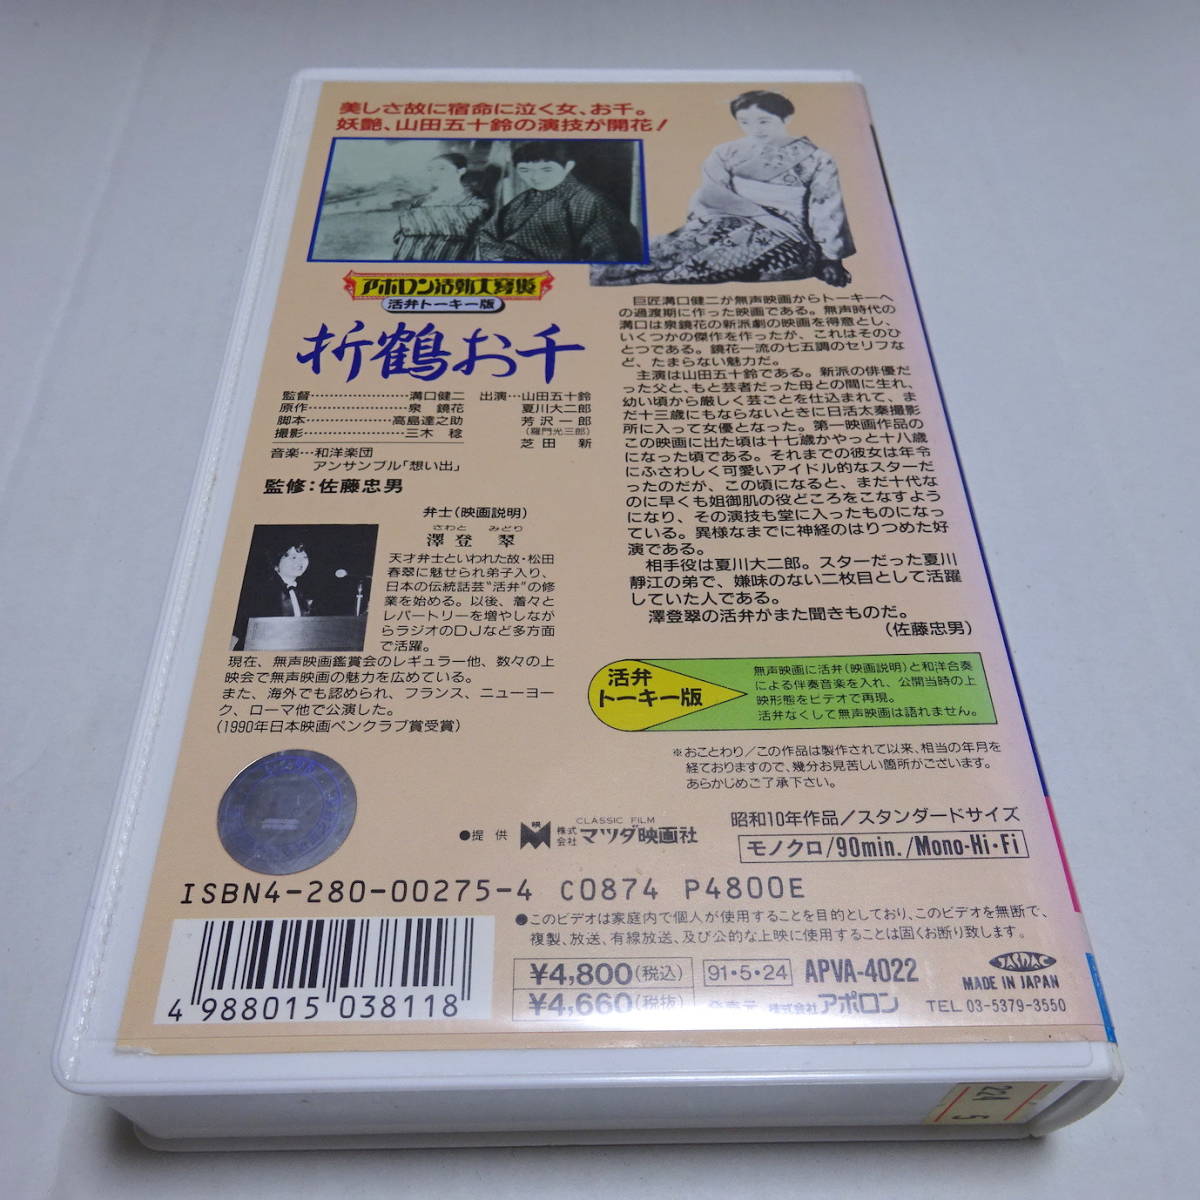 美しさ故に宿命に泣く女、お千。
妖艶、山田五十鈴の演技が開花!
アポロン活動大寫眞
活弁トーキー版
折鶴お千
監督…………………溝口健二
原作…………………泉 鏡花
脚本………………高島達之助
撮影…………………三木 稔
出演…山田五十鈴
夏川大二郎
芳沢一郎
(羅門光三郎)
芝田 新
音楽…和洋楽団
アンサンブル「想い出」
監修:佐藤忠男
弁士(映画説明)
さわと みどり
澤登 翠
天才弁士といわれた故・松田
春翠に魅せられ弟子入り、
日本の伝統話芸“活弁”の修
業を始める。以後、着々と
レパートリーを増やしなが
らラジオのDJなど多方面
で活躍。
現在、無声映画鑑賞会のレギュラー他、数々の上
映会で無声映画の魅力を広めている。
また、海外でも認められ、フランス、ニューヨー
ク、ローマ他で公演した。
(1990年日本映画ペンクラブ賞受賞)
巨匠溝口健二が無声映画からトーキーへ
の過渡期に作った映画である。無声時代の
溝口は泉鏡花の新派劇の映画を得意とし、
いくつかの傑作を作ったが、これはそのひ
とつである。鏡花一流の七五調のセリフな
ど、たまらない魅力だ。
主演は山田五十鈴である。新派の俳優だ
った父と、もと芸者だった母との間に生れ、
幼い頃から厳しく芸ごとを仕込まれて、ま
だ十三歳にもならないときに日活太秦撮影
所に入って女優となった。第一映画作品の
この映画に出た頃は十七歳かやっと十八歳
になった頃である。それまでの彼女は年令
にふさわしく可愛いアイドル的なスターだ
ったのだが、この頃になると、まだ十代な
のに早くも姐御肌の役どころをこなすよう
になり、その演技も堂に入ったものになっ
ている。異様なまでに神経のはりつめた好
演である。
相手役は夏川大二郎。スターだった夏川
靜江の弟で、嫌味のない二枚目として活躍
していた人である。
澤登翠の活弁がまた聞きものだ。
(佐藤忠男)
活弁
トーキー版
無声映画に活弁(映画説明)と和洋合奏
による伴奏音楽を入れ、公開当時の上
映形態をビデオで再現。
活弁なくして無声映画は語れません。
※おことわり/この作品は製作されて以来、相当の年月を
経ておりますので、幾分お見苦しい箇所がございます。
あらかじめご了承下さい。
●提 供
CLASSIC FILM
株式会社 マツダ映画社
昭和10年作品/スタンダードサイズ
モノクロ/90min./Mono-Hi・Fi
ISBN4-280-00275-4 C0874 P4800E
●このビデオは家庭内で個人が使用することを目的としており、このビデオを無断で、
複製、放送、有線放送、及び公的な上映に使用することは固くお断り致します。
4 988015 038118
¥4,800(税込)
¥4,660(税抜)
91・5・24 APVA-4022
発売元 株式会社アポロン
JASRAC
MADE IN JAPAN
TEL 03-5379-3550